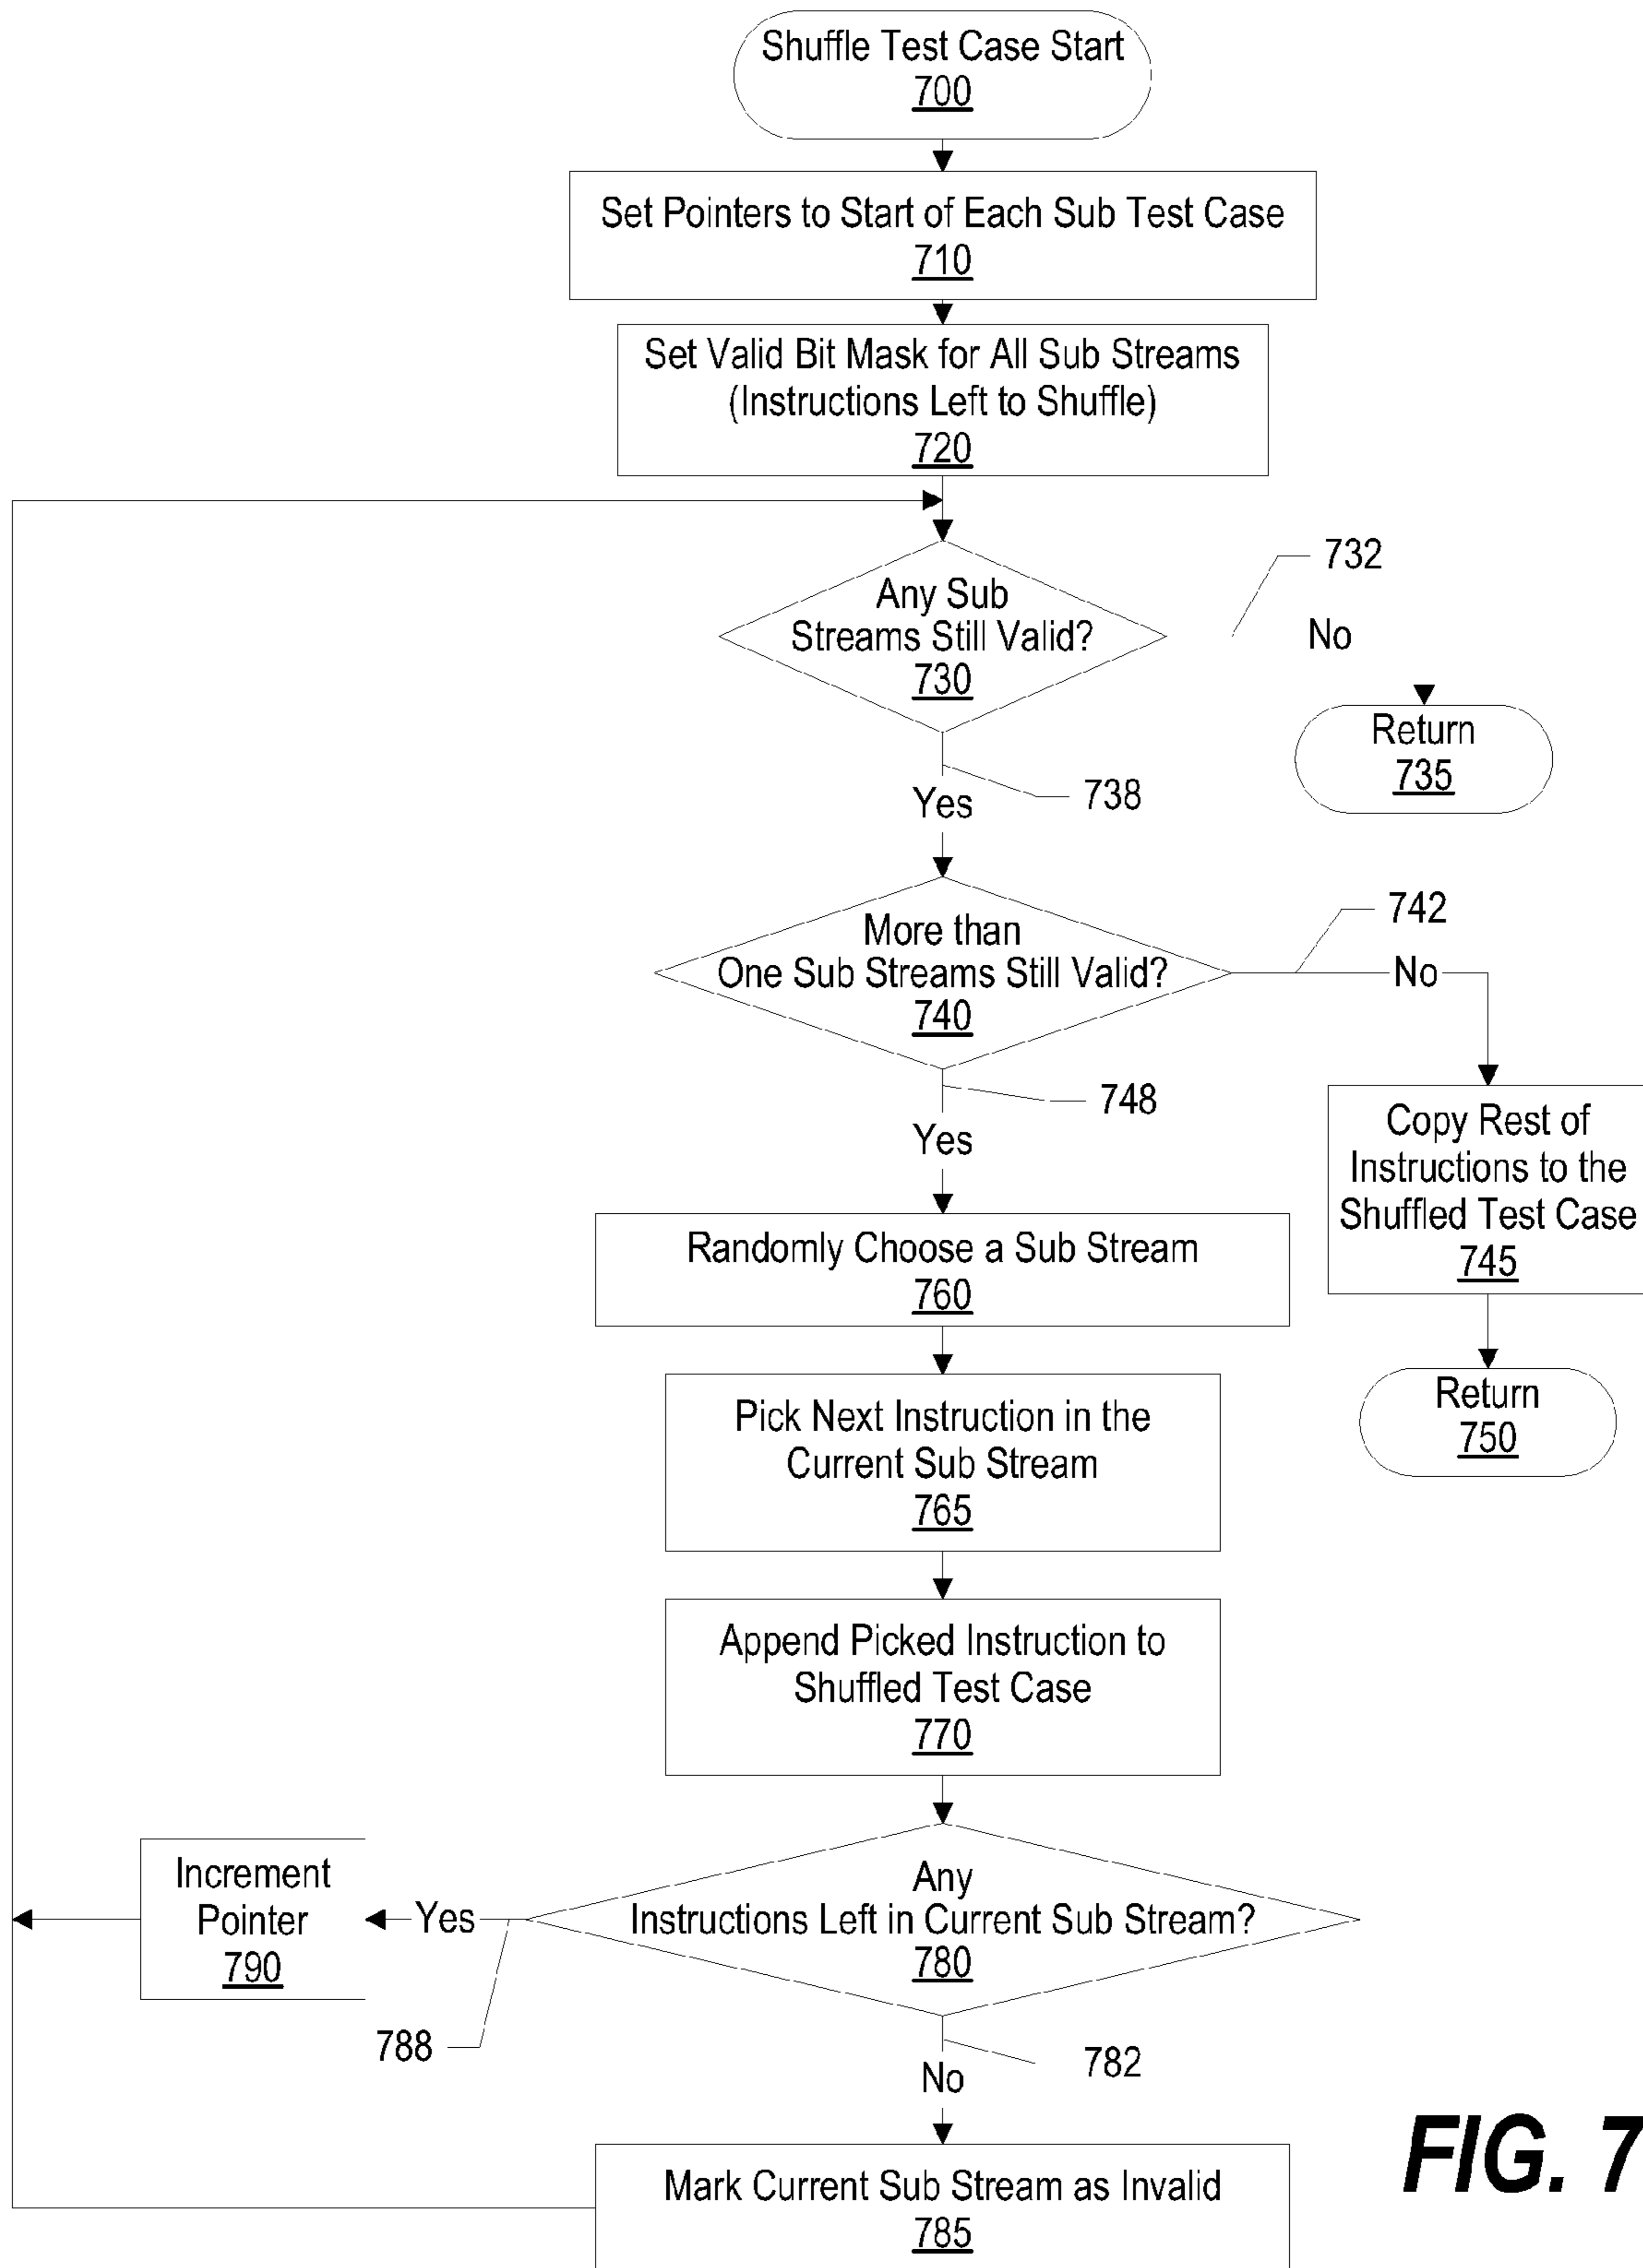 Shuffle Test Case Start
700
Set Pointers to Start of Each Sub Test Case
710
Set Valid Bit Mask for All Sub Streams
(Instructions Left to Shuffle)
720
732
Any Sub
Streams Still Valid?
730
No
Return
735
738
Yes
742
More than
One Sub Streams Still Valid?
740
No
748
Yes
Copy Rest of
Instructions to the
Shuffled Test Case
745
Randomly Choose a Sub Stream
760
Return
750
Pick Next Instruction in the
Current Sub Stream
765
Append Picked Instruction to
Shuffled Test Case
770
Any
Instructions Left in Current Sub Stream?
780
Yes
Increment
Pointer
790
788
782
No
Mark Current Sub Stream as Invalid
785
FIG. 7